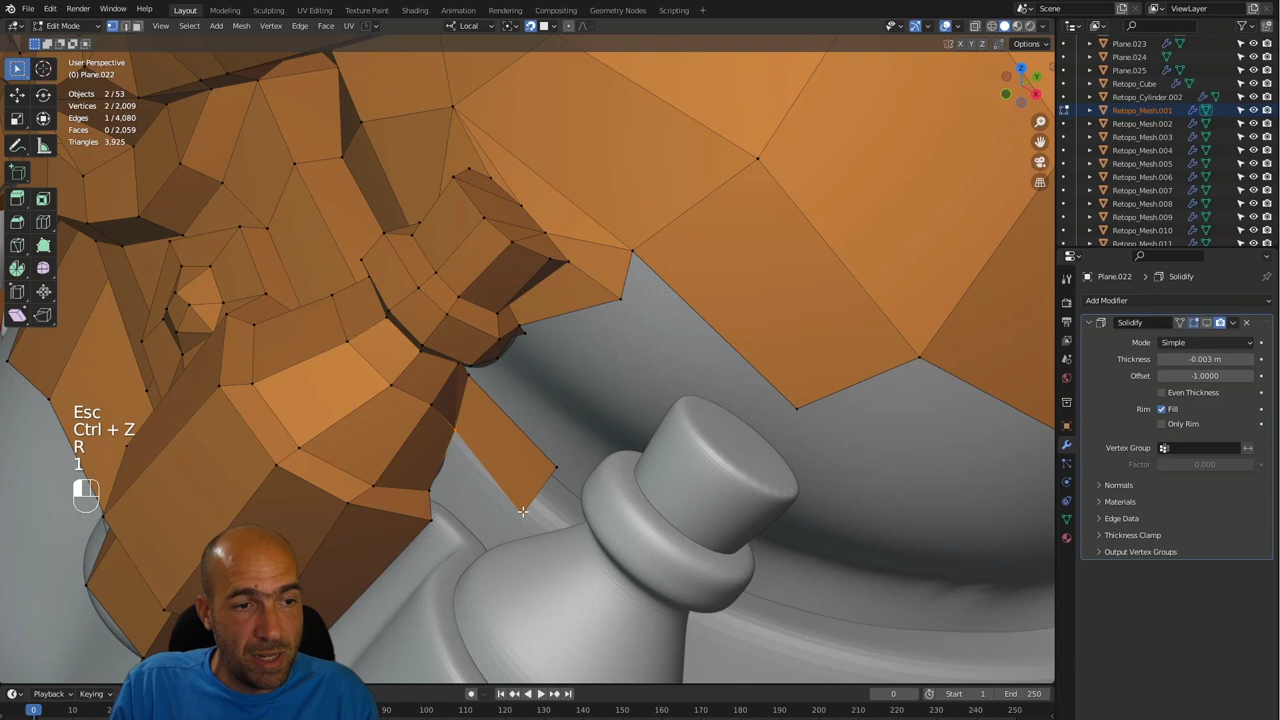 File Edit Render Window Help Layout Modeling Sculpting UV Editing Texture Paint Shading Animation Rendering Compositing Geometry Nodes Scripting Scene ViewLayer
Edit Mode View Select Add Mesh Vertex Edge Face UV Local
X Y Z Options
User Perspective
(0) Plane.022
Objects 2 / 53
Vertices 2 / 2,009
Edges 1 / 4,080
Faces 0 / 2,059
Triangles 3,925
Z
Y
X
Esc
Ctrl + Z
R
1
Plane.023
Plane.024
Plane.025
Retopo_Cube
Retopo_Cylinder.002
Retopo_Mesh.001
Retopo_Mesh.002
Retopo_Mesh.003
Retopo_Mesh.004
Retopo_Mesh.005
Retopo_Mesh.006
Retopo_Mesh.007
Retopo_Mesh.008
Retopo_Mesh.009
Retopo_Mesh.010
Retopo_Mesh.011
Plane.022 > Solidify
Add Modifier
Solidify
Mode Simple
Thickness -0.003 m
Offset -1.0000
Even Thickness
Rim Fill
Only Rim
Vertex Group
Factor 0.000
Normals
Materials
Edge Data
Thickness Clamp
Output Vertex Groups
Playback Keying 0 Start 1 End 250
0 10 100 110 120 130 140 150 160 170 180 190 200 210 220 230 240 250